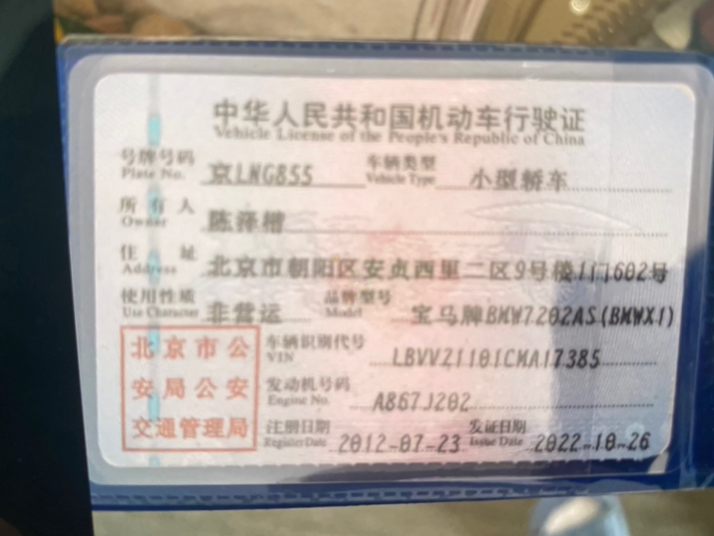 中华人民共和国机动车行驶证
Vehicle License of the People's Republic of China
号牌号码 京LNG855 车辆类型 小型轿车
Plate No. Vehicle Type
所有人 陈泽楷
Owner
住址 北京市朝阳区安贞西里二区9号楼1门602号
Address
使用性质 非营运 品牌型号 宝马牌BMW7202AS(BMWX1)
Use Character Model
北京市公
安局公安
交通管理局
车辆识别代号 LBVVZ1101CMA17385
VIN
发动机号码 A867J202
Engine No.
注册日期 2012-07-23 发证日期 2022-10-26
Register Date Issue Date